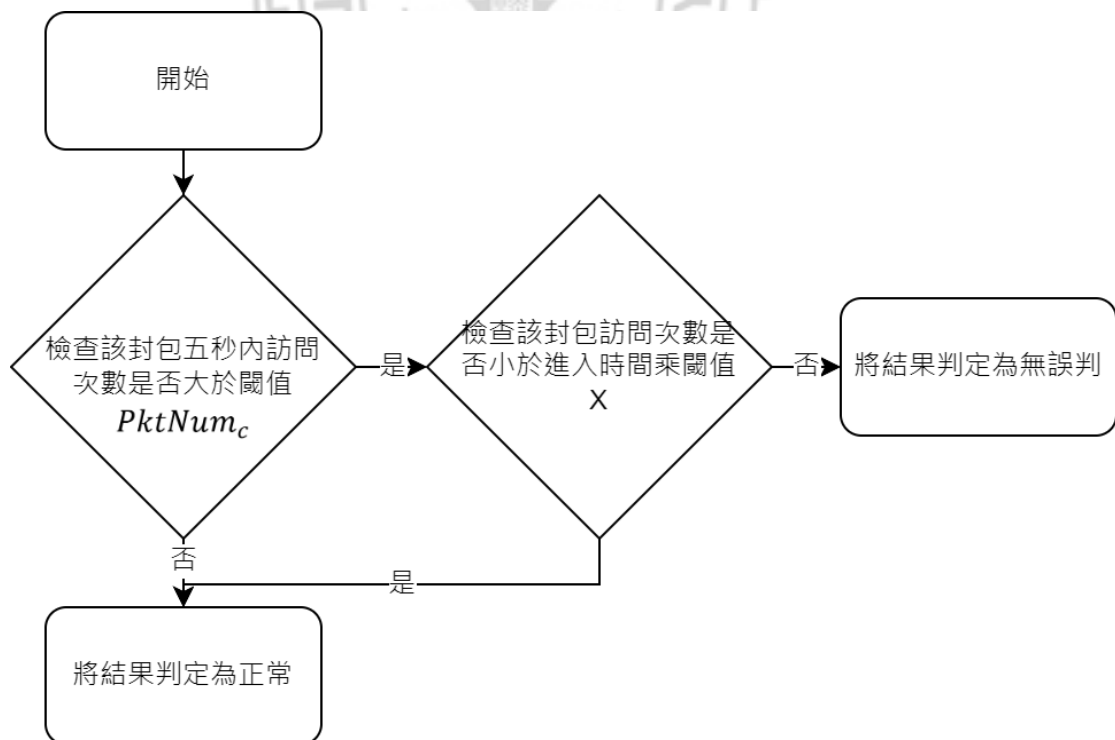 開始
檢查該封包五秒內訪問
次數是否大於閾值
PktNum_c
是
檢查該封包訪問次數是
否小於進入時間乘閾值
X
否
將結果判定為無誤判
否
是
將結果判定為正常